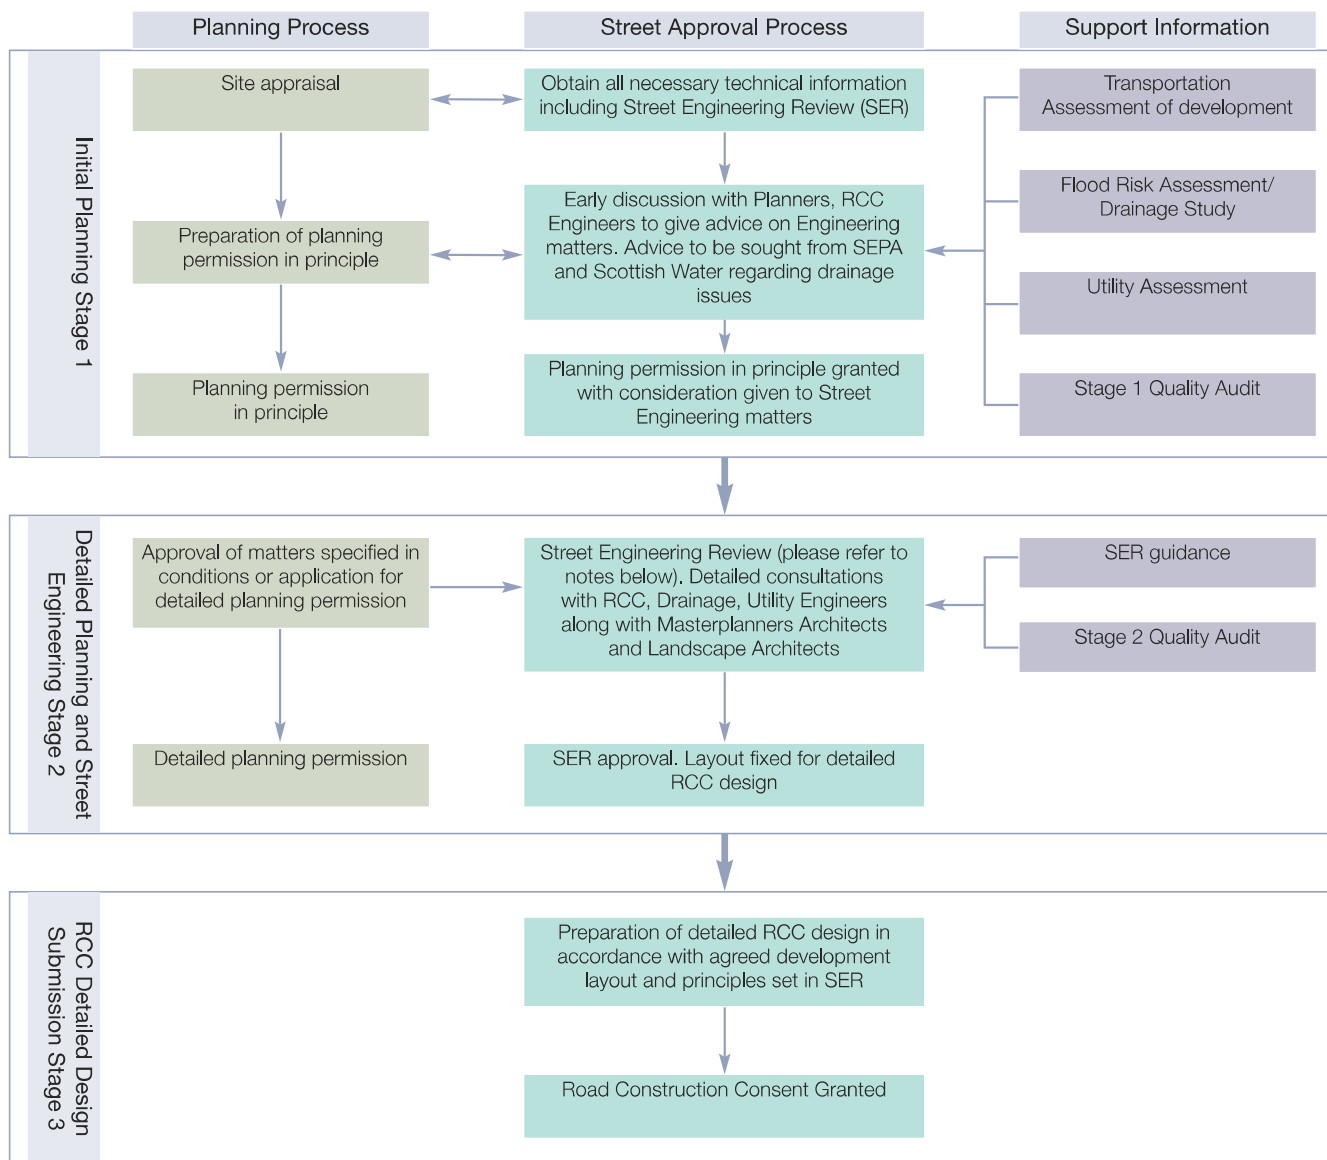 Planning Process
Street Approval Process
Support Information
Initial Planning Stage 1
Site appraisal
Obtain all necessary technical information
including Street Engineering Review (SER)
Transportation
Assessment of development
Flood Risk Assessment/
Drainage Study
Preparation of planning
permission in principle
Early discussion with Planners, RCC
Engineers to give advice on Engineering
matters. Advice to be sought from SEPA
and Scottish Water regarding drainage
issues
Utility Assessment
Planning permission
in principle
Planning permission in principle granted
with consideration given to Street
Engineering matters
Stage 1 Quality Audit
Detailed Planning and Street
Engineering Stage 2
Approval of matters specified in
conditions or application for
detailed planning permission
Street Engineering Review (please refer to
notes below). Detailed consultations
with RCC, Drainage, Utility Engineers
along with Masterplanners Architects
and Landscape Architects
SER guidance
Stage 2 Quality Audit
Detailed planning permission
SER approval. Layout fixed for detailed
RCC design
RCC Detailed Design
Submission Stage 3
Preparation of detailed RCC design in
accordance with agreed development
layout and principles set in SER
Road Construction Consent Granted